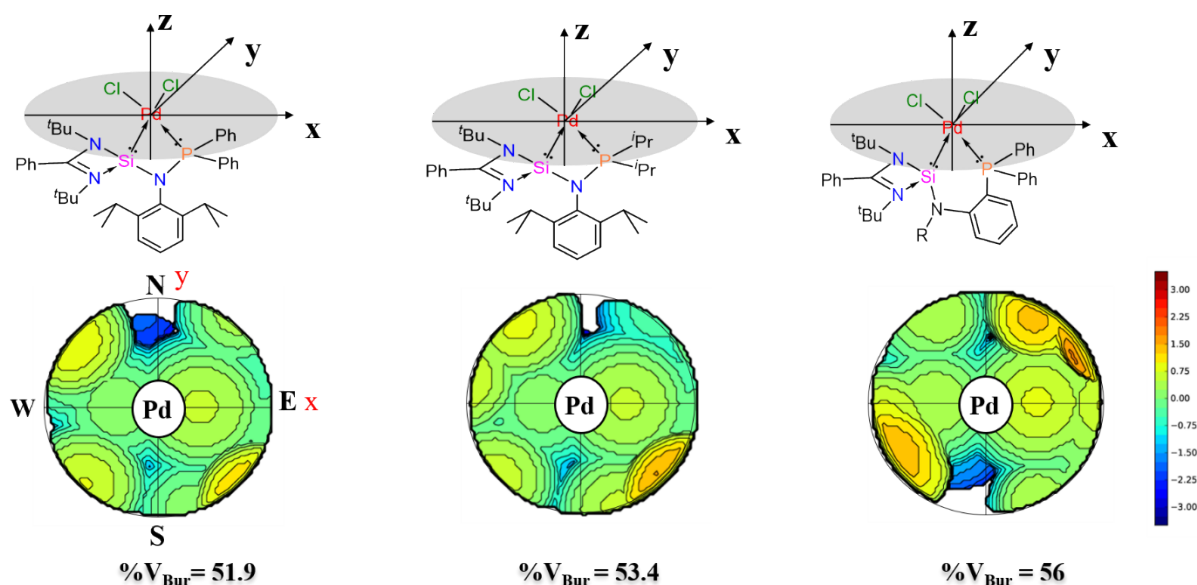 z
y
Cl
Cl
Pd
x
tBu
N
Si
P
Ph
Ph
Ph
N
N
tBu
z
y
Cl
Cl
Pd
x
tBu
N
Si
P
iPr
iPr
Ph
N
N
tBu
z
y
Cl
Cl
Pd
x
tBu
N
Si
P
Ph
Ph
Ph
N
tBu
N
R
N y
W
Pd
E x
S
Pd
Pd
3.00
2.25
1.50
0.75
0.00
-0.75
-1.50
-2.25
-3.00
%VBur= 51.9
%VBur= 53.4
%VBur= 56